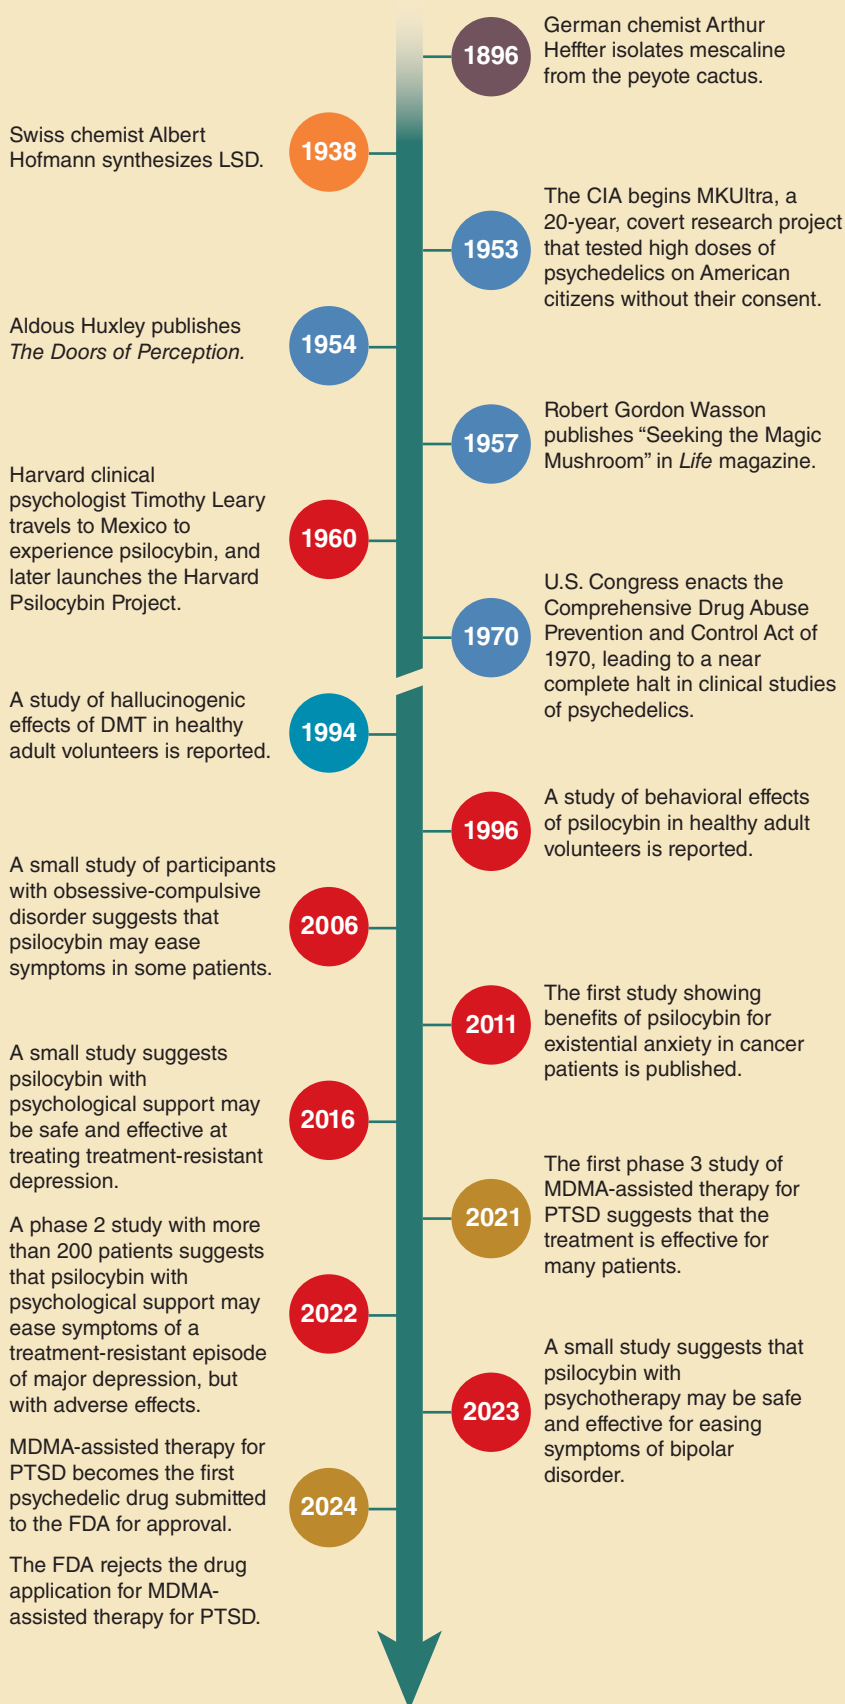 1896
German chemist Arthur
Heffter isolates mescaline
from the peyote cactus.
Swiss chemist Albert
Hofmann synthesizes LSD.
1938
1953
The CIA begins MKUltra, a
20-year, covert research project
that tested high doses of
psychedelics on American
citizens without their consent.
Aldous Huxley publishes
The Doors of Perception.
1954
1957
Robert Gordon Wasson
publishes “Seeking the Magic
Mushroom” in Life magazine.
Harvard clinical
psychologist Timothy Leary
travels to Mexico to
experience psilocybin, and
later launches the Harvard
Psilocybin Project.
1960
1970
U.S. Congress enacts the
Comprehensive Drug Abuse
Prevention and Control Act of
1970, leading to a near
complete halt in clinical studies
of psychedelics.
A study of hallucinogenic
effects of DMT in healthy
adult volunteers is reported.
1994
1996
A study of behavioral effects
of psilocybin in healthy adult
volunteers is reported.
A small study of participants
with obsessive-compulsive
disorder suggests that
psilocybin may ease
symptoms in some patients.
2006
2011
The first study showing
benefits of psilocybin for
existential anxiety in cancer
patients is published.
A small study suggests
psilocybin with
psychological support may
be safe and effective at
treating treatment-resistant
depression.
2016
2021
The first phase 3 study of
MDMA-assisted therapy for
PTSD suggests that the
treatment is effective for
many patients.
A phase 2 study with more
than 200 patients suggests
that psilocybin with
psychological support may
ease symptoms of a
treatment-resistant episode
of major depression, but
with adverse effects.
2022
2023
A small study suggests that
psilocybin with
psychotherapy may be safe
and effective for easing
symptoms of bipolar
disorder.
MDMA-assisted therapy for
PTSD becomes the first
psychedelic drug submitted
to the FDA for approval.
2024
The FDA rejects the drug
application for MDMA-
assisted therapy for PTSD.